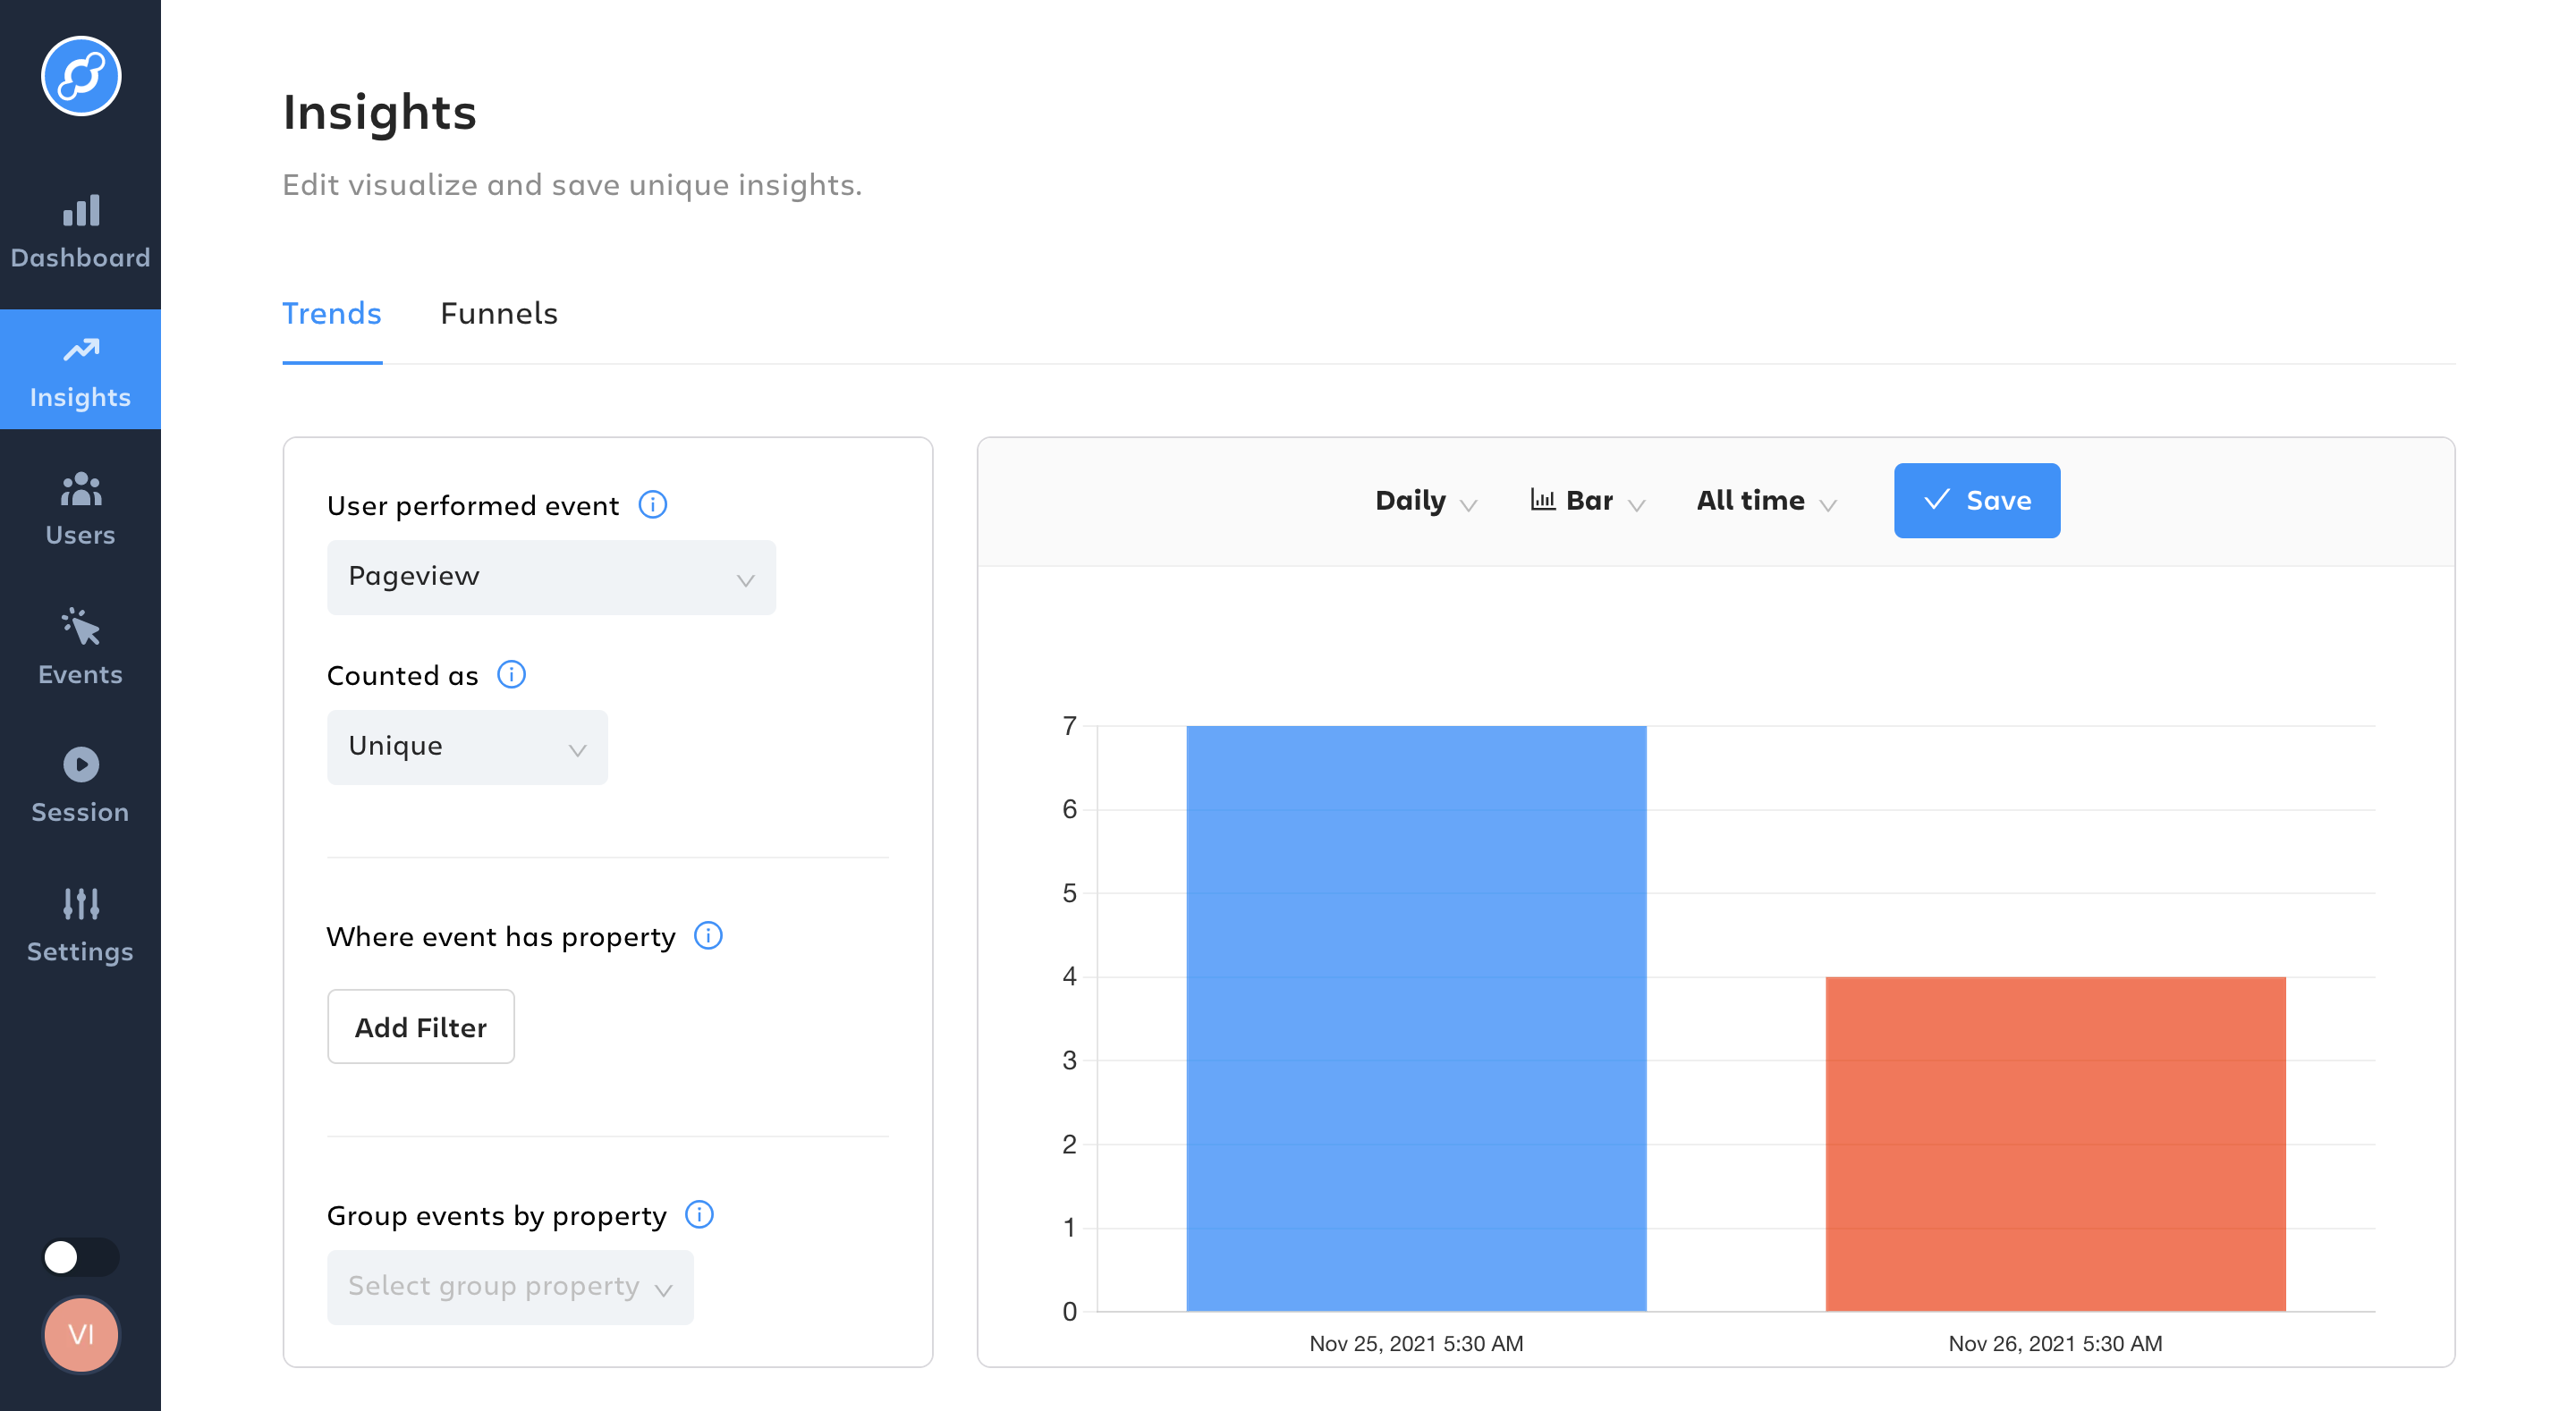 Dashboard
Insights
Users
Events
Session
Settings
VI
Insights
Edit visualize and save unique insights.
Trends
Funnels
User performed event
Pageview
Counted as
Unique
Where event has property
Add Filter
Group events by property
Select group property
Daily
Bar
All time
Save
7
6
5
4
3
2
1
0
Nov 25, 2021 5:30 AM
Nov 26, 2021 5:30 AM